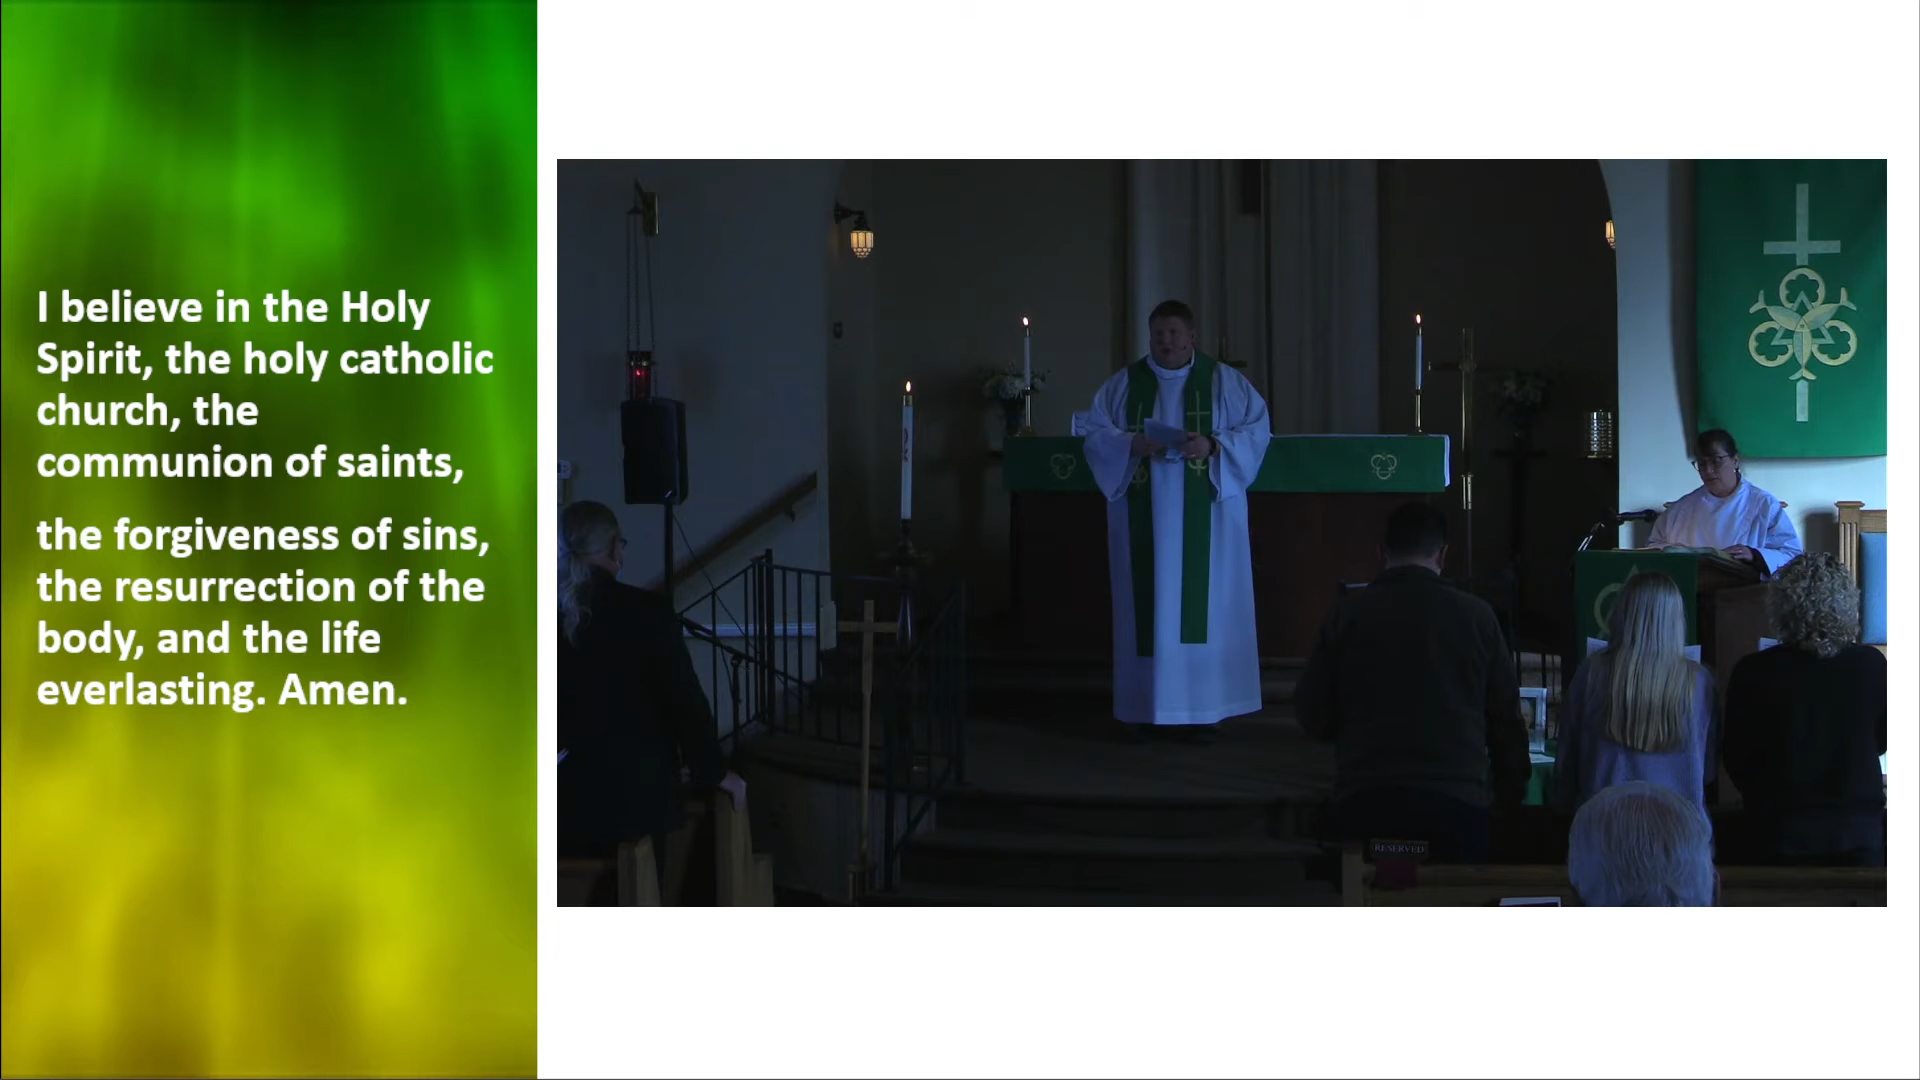 I believe in the Holy
Spirit, the holy catholic
church, the
communion of saints,
the forgiveness of sins,
the resurrection of the
body, and the life
everlasting. Amen.
RESERVED